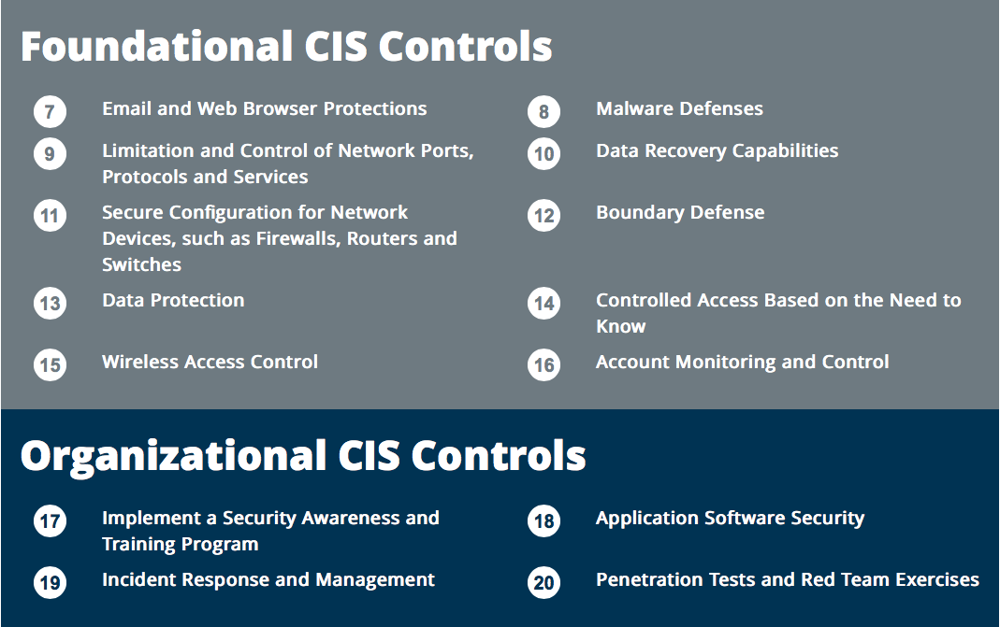 Foundational CIS Controls
7 Email and Web Browser Protections
8 Malware Defenses
9 Limitation and Control of Network Ports,
Protocols and Services
10 Data Recovery Capabilities
11 Secure Configuration for Network
Devices, such as Firewalls, Routers and
Switches
12 Boundary Defense
13 Data Protection
14 Controlled Access Based on the Need to
Know
15 Wireless Access Control
16 Account Monitoring and Control
Organizational CIS Controls
17 Implement a Security Awareness and
Training Program
18 Application Software Security
19 Incident Response and Management
20 Penetration Tests and Red Team Exercises